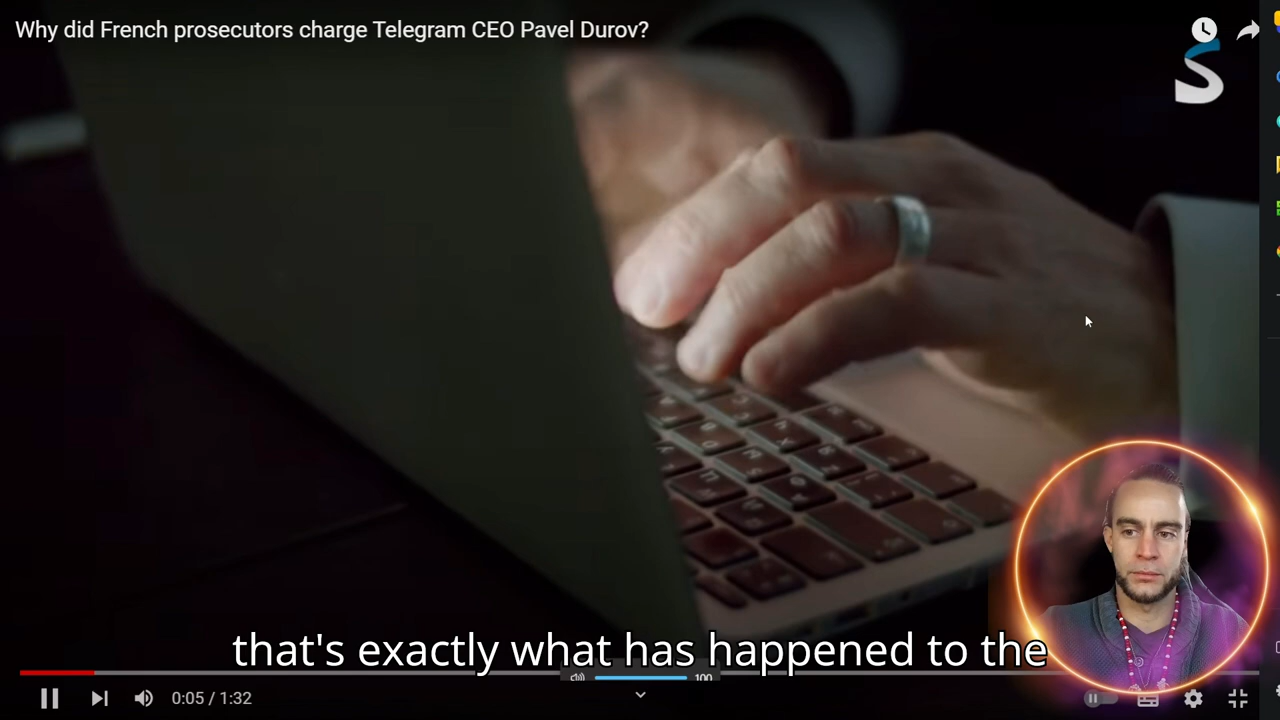 Why did French prosecutors charge Telegram CEO Pavel Durov?
S
that's exactly what has happened to the
100
0:05 / 1:32